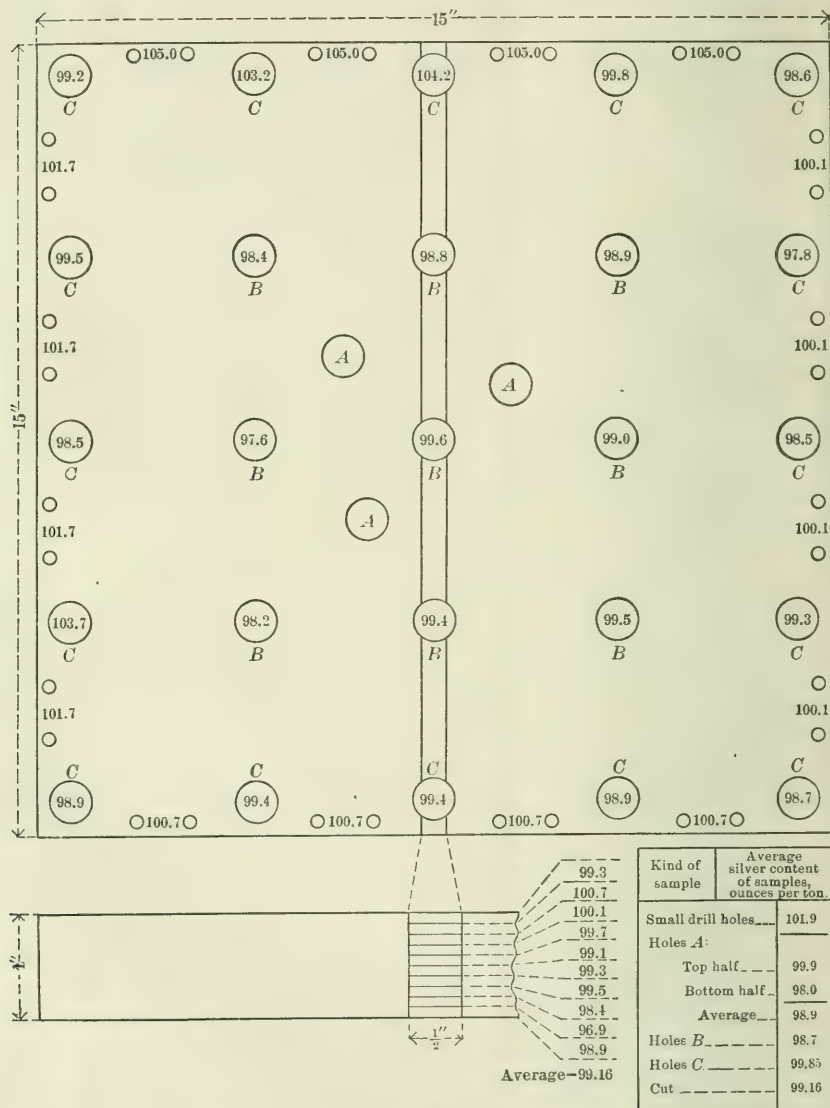 15"
105.0 105.0 105.0 105.0
99.2 103.2 104.2 99.8 98.6
C C C C C
101.7 100.1
99.5 98.4 98.8 98.9 97.8
C B B B C
101.7 100.1
A
A
15"
98.5 97.6 99.6 99.0 98.5
C B B B C
A
101.7 100.1
103.7 98.2 99.4 99.5 99.3
C B B B C
101.7 100.1
C C C C C
98.9 99.4 99.4 98.9 98.7
100.7 100.7 100.7 100.7
99.3
100.7
100.1
99.7
99.1
99.3
99.5
98.4
96.9
98.9
Average-99.16
1"
1"
2
Kind of sample
Average silver content of samples, ounces per ton.
Small drill holes 101.9
Holes A:
Top half 99.9
Bottom half 98.0
Average 98.9
Holes B 98.7
Holes C 99.85
Cut 99.16